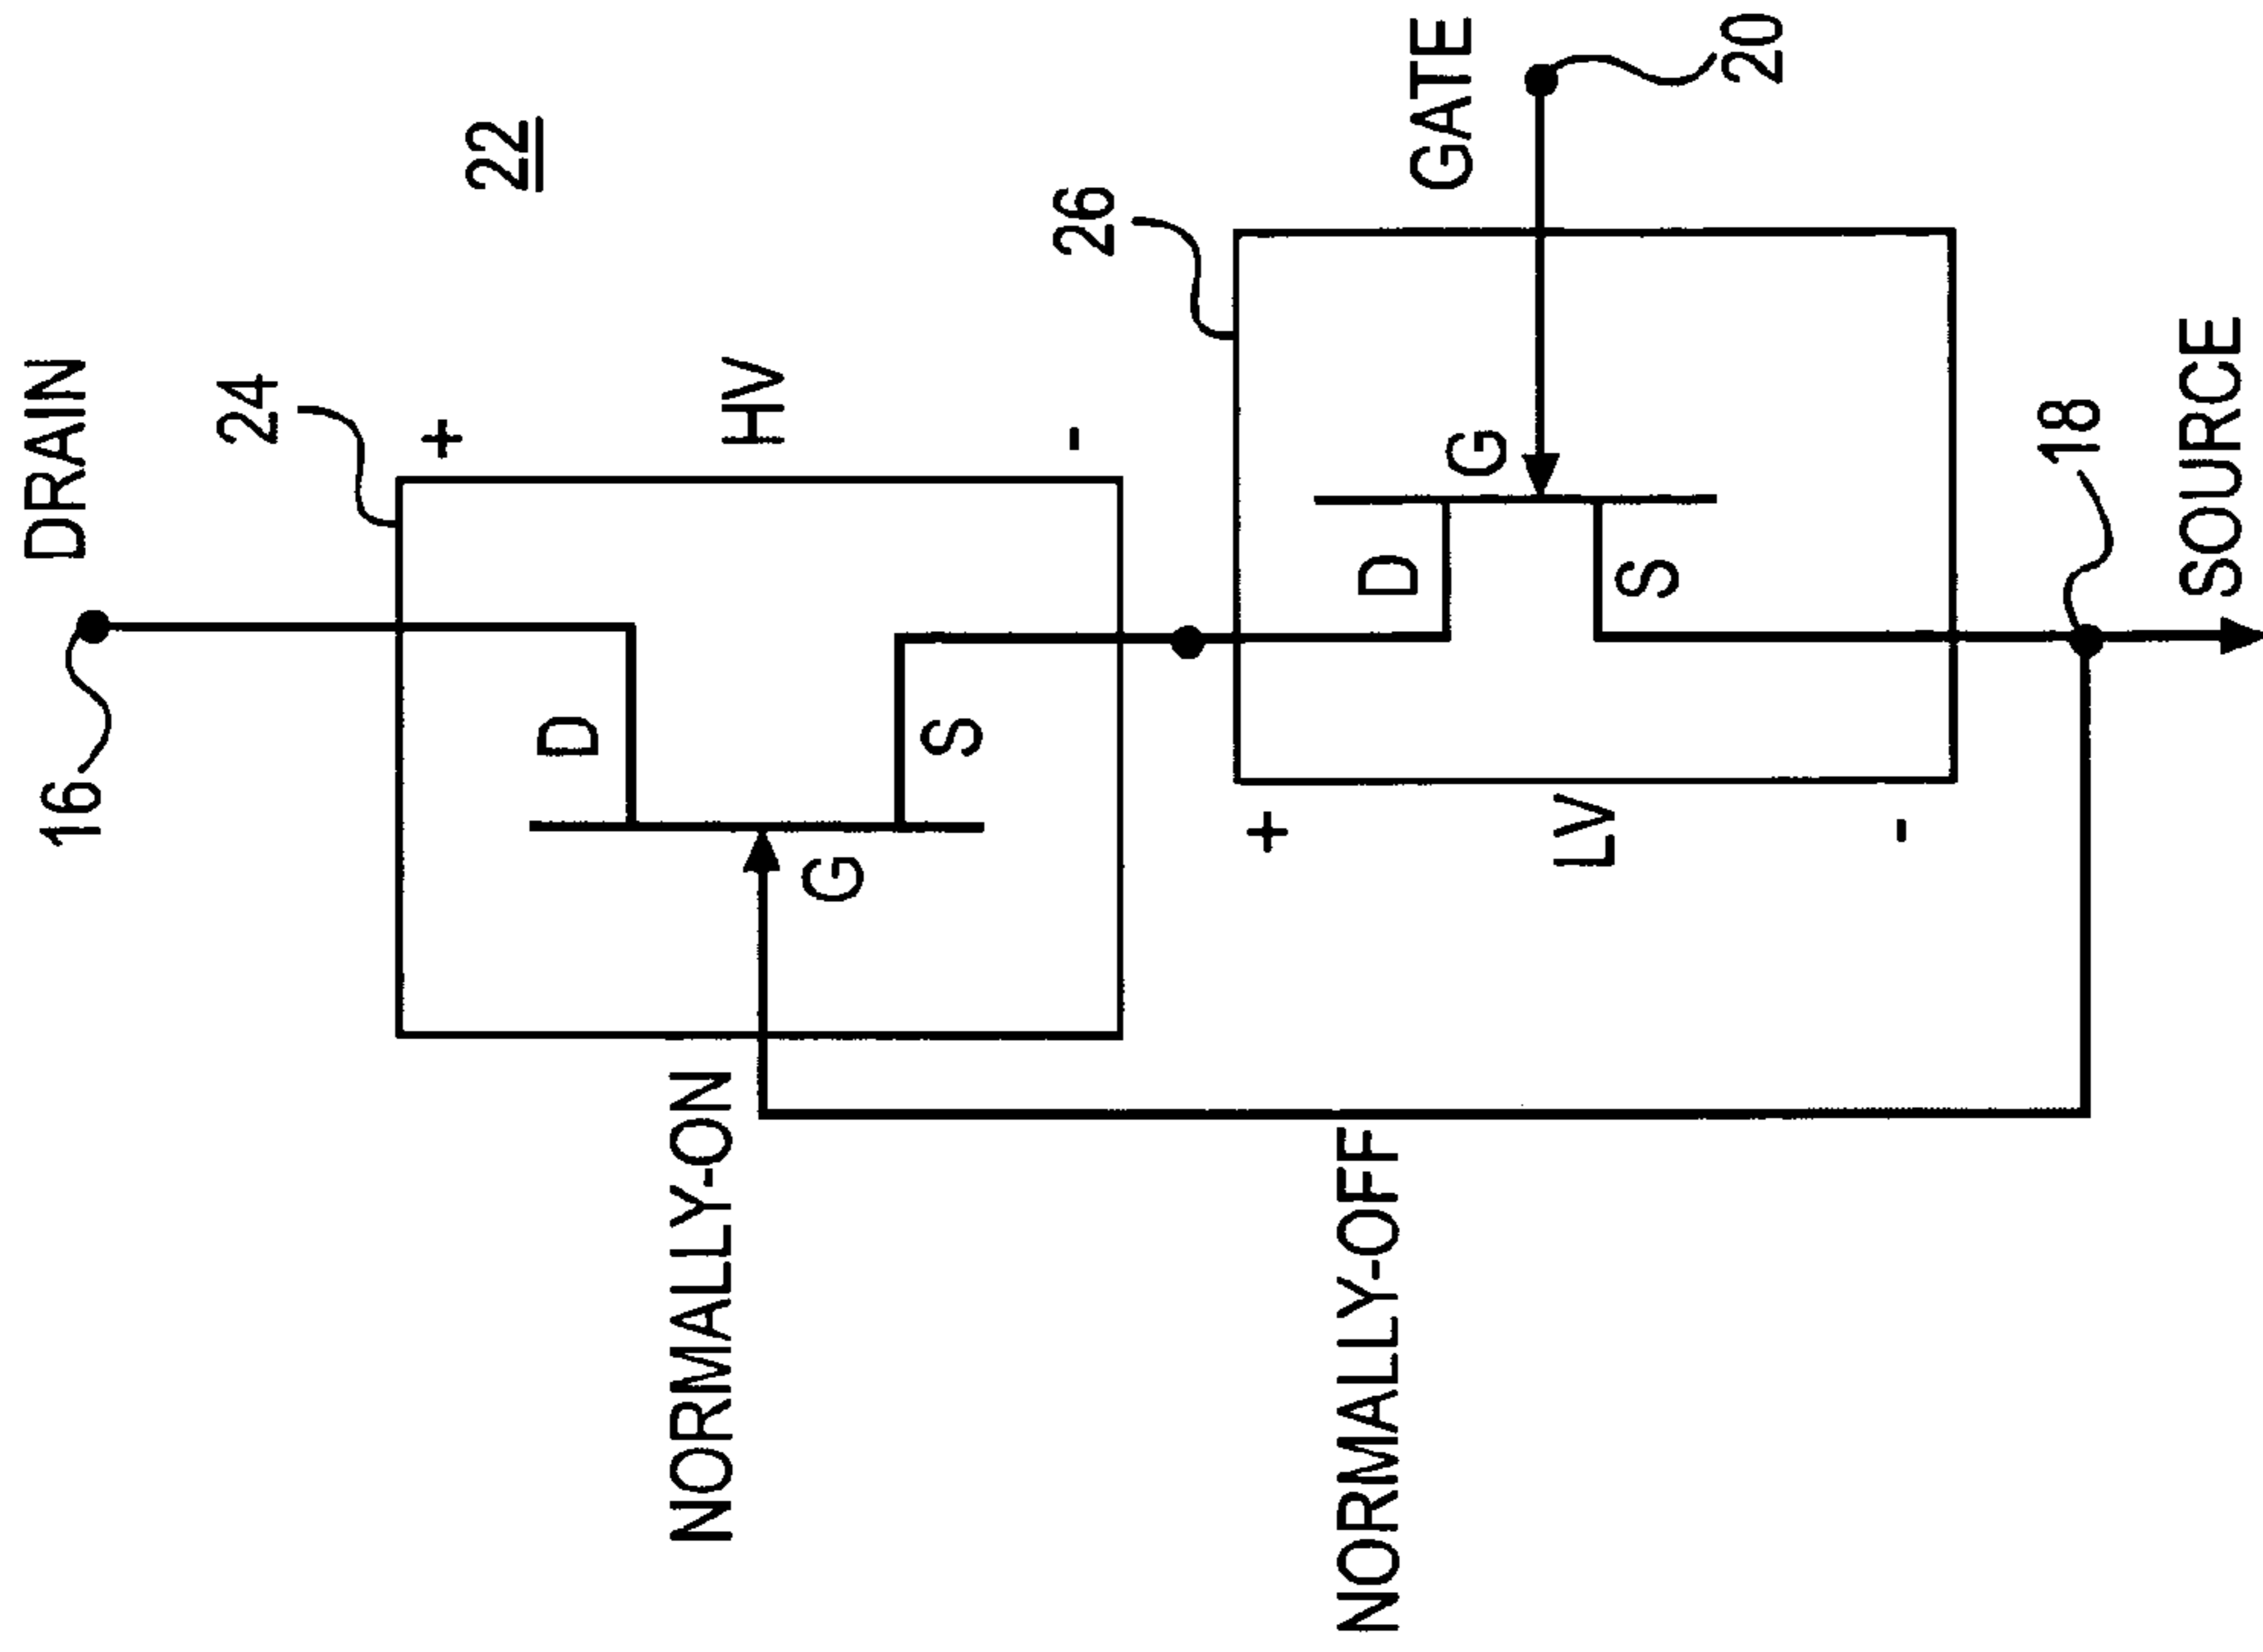 DRAIN
16
24
22
+
D
HV
NORMALLY-ON
G
S
-
26
GATE
20
+
D
G
LV
NORMALLY-OFF
S
-
18
SOURCE